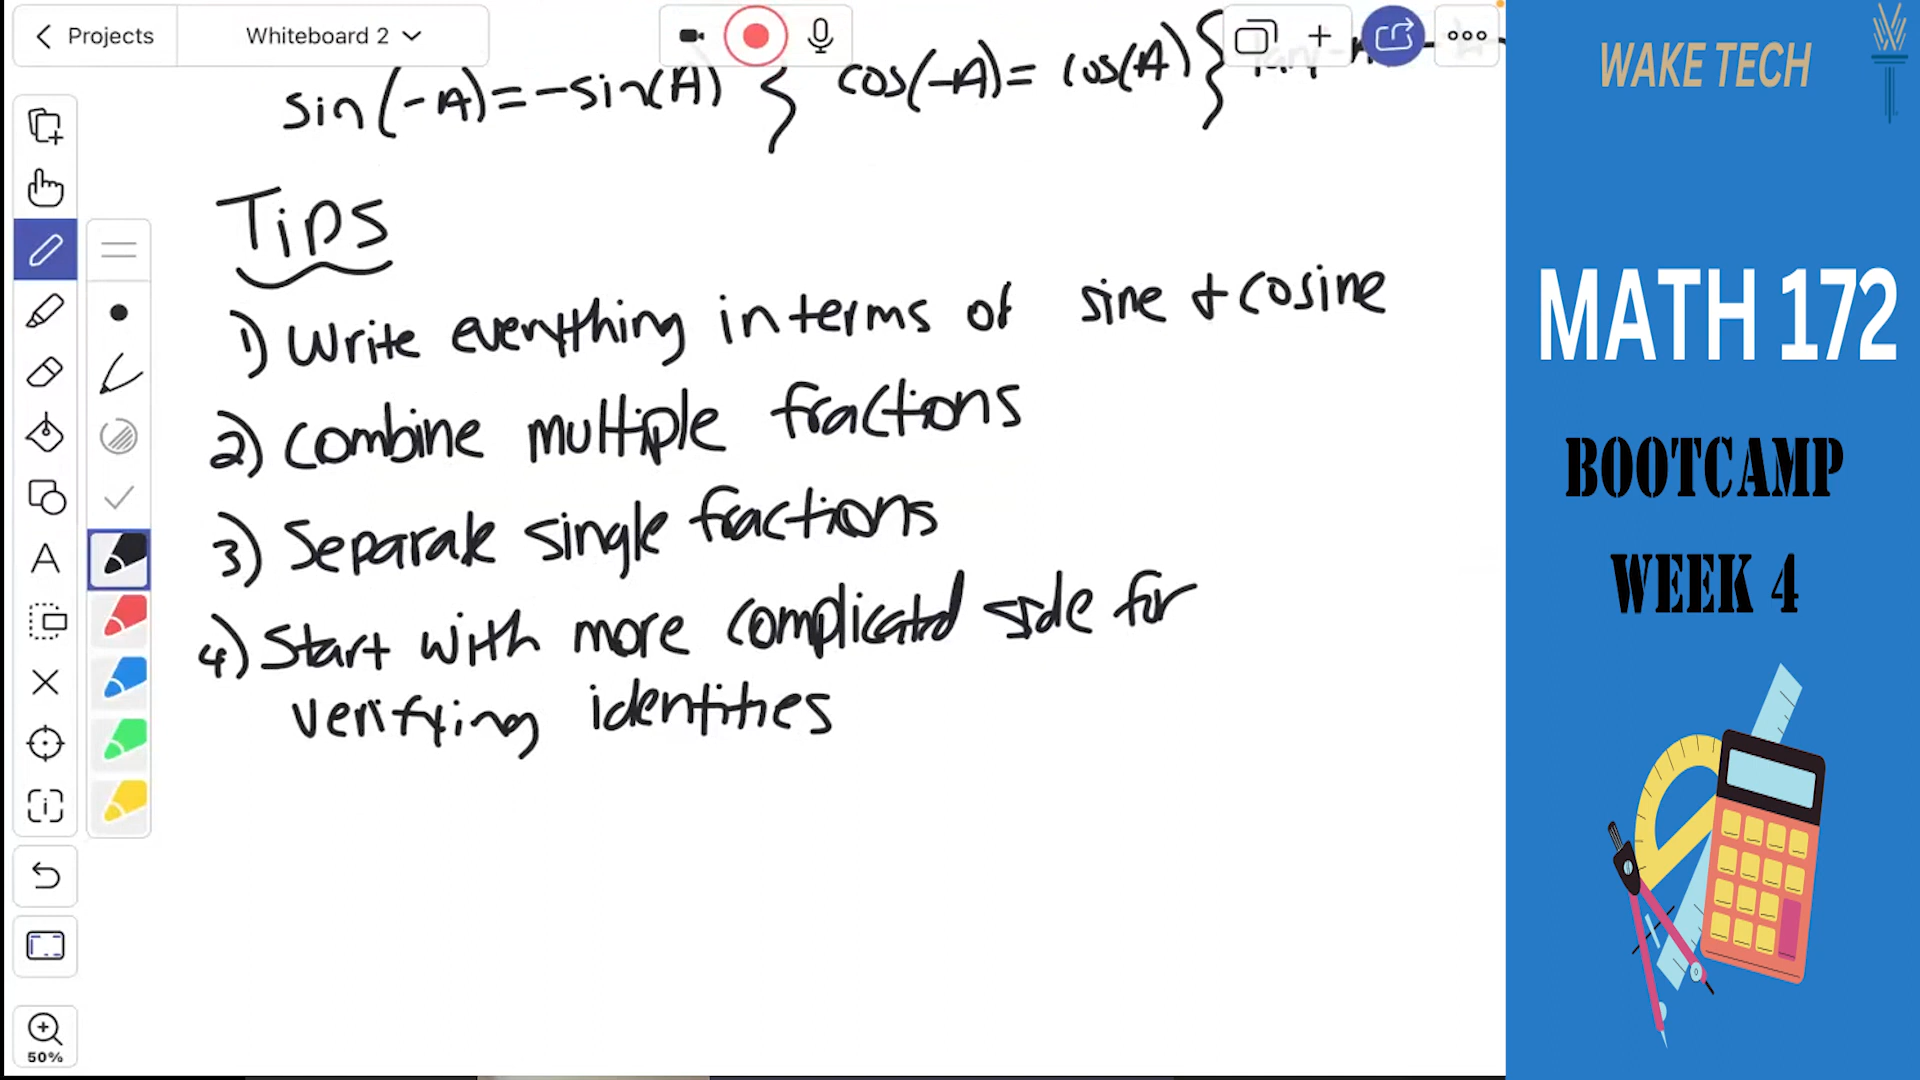 Projects
Whiteboard 2
sin(-A)=-sin(A) } cos(-A)= cos(A) }
WAKE TECH
Tips
1) Write everything in terms of sine & cosine
2) Combine multiple fractions
3) Separate single fractions
4) Start with more complicated side for
verifying identities
MATH 172
BOOTCAMP
WEEK 4
A
50%